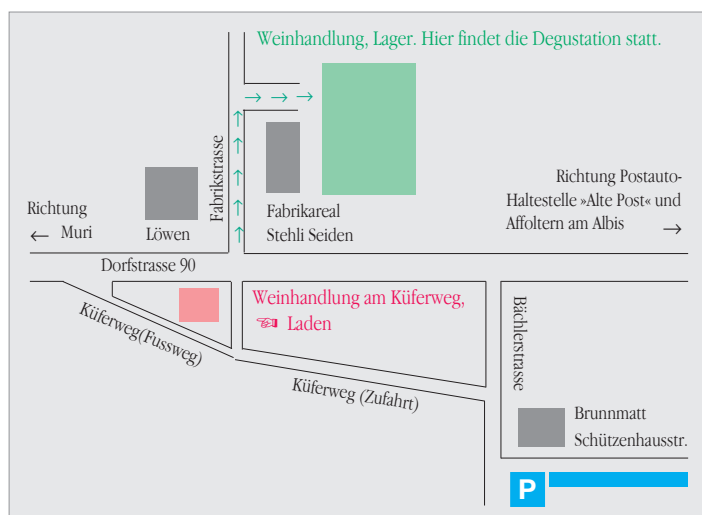 Weinhandlung, Lager. Hier findet die Degustation statt.
→ → →
↑
↑
↑
↑
↑
Fabrikstrasse
Richtung
← Muri
Löwen
Fabrikareal
Stehli Seiden
Richtung Postauto-
Haltestelle »Alte Post« und
Affoltern am Albis →
Dorfstrasse 90
Küferweg(Fussweg)
Weinhandlung am Küferweg,
☜ Laden
Küferweg (Zufahrt)
Bächlerstrasse
Brunnmatt
Schützenhausstr.
P